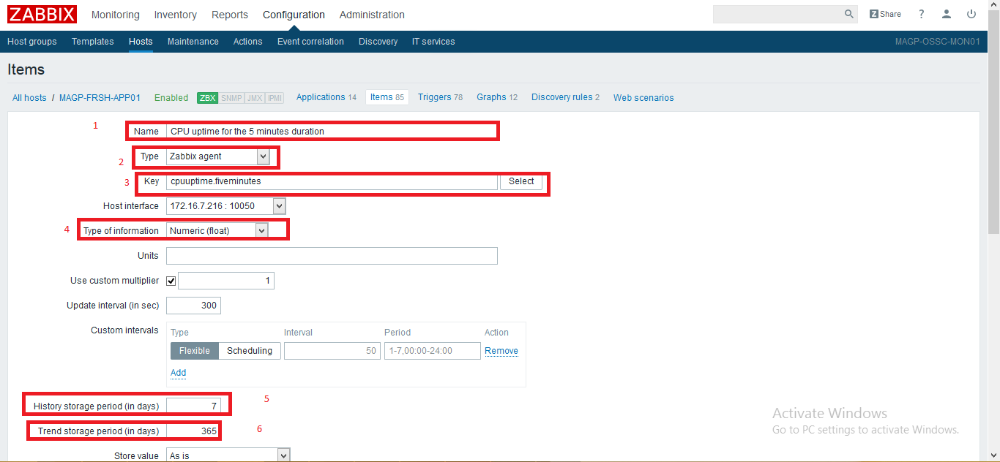 ZABBIX Monitoring Inventory Reports Configuration Administration Z Share ?
Host groups Templates Hosts Maintenance Actions Event correlation Discovery IT services MAGP-OSSC-MON01
Items
All hosts / MAGP-FRSH-APP01 Enabled ZBX SNMP JMX IPMI Applications 14 Items 85 Triggers 78 Graphs 12 Discovery rules 2 Web scenarios
1 Name CPU uptime for the 5 minutes duration
2 Type Zabbix agent
3 Key cpuuptime.fiveminutes Select
Host interface 172.16.7.216 : 10050
4 Type of information Numeric (float)
Units
Use custom multiplier 1
Update interval (in sec) 300
Custom intervals Type Interval Period Action
Flexible Scheduling 50 1-7,00:00-24:00 Remove
Add
History storage period (in days) 7 5
Activate Windows
Trend storage period (in days) 365 6
Go to PC settings to activate Windows.
Store value As is